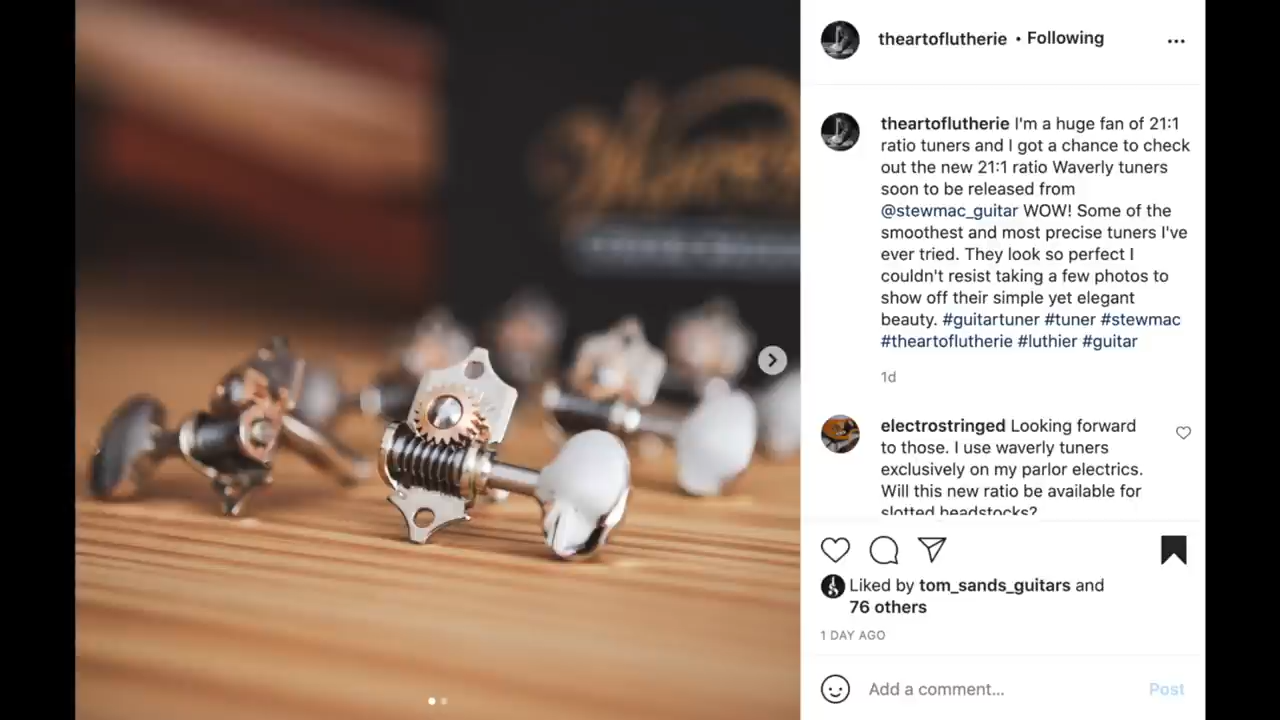 theartoflutherie • Following
theartoflutherie I'm a huge fan of 21:1
ratio tuners and I got a chance to check
out the new 21:1 ratio Waverly tuners
soon to be released from
@stewmac_guitar WOW! Some of the
smoothest and most precise tuners I've
ever tried. They look so perfect I
couldn't resist taking a few photos to
show off their simple yet elegant
beauty. #guitartuner #tuner #stewmac
#theartoflutherie #luthier #guitar
1d
electrostringed Looking forward
to those. I use waverly tuners
exclusively on my parlor electrics.
Will this new ratio be available for
slotted headstocks?
Liked by tom_sands_guitars and
76 others
1 DAY AGO
Add a comment... Post